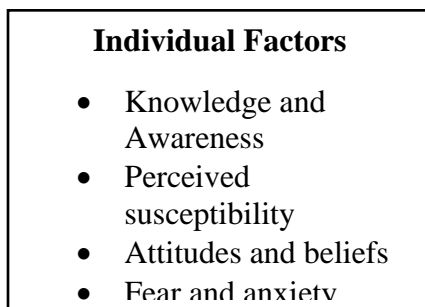 Individual Factors
• Knowledge and
Awareness
• Perceived
susceptibility
• Attitudes and beliefs
• Fear and anxiety